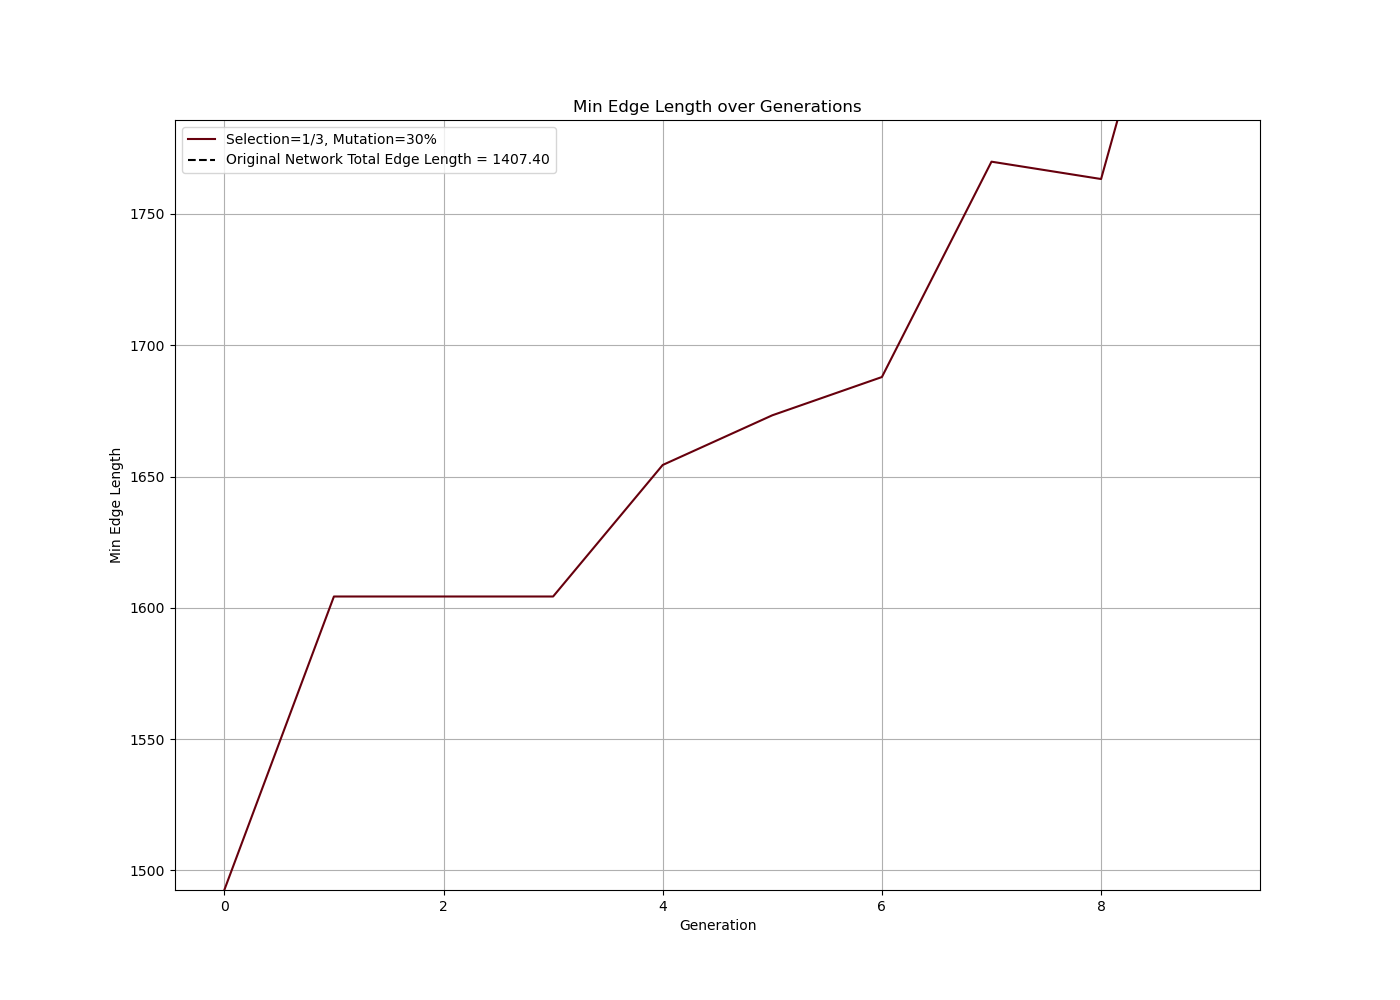 Min Edge Length over Generations
Selection=1/3, Mutation=30%
Original Network Total Edge Length = 1407.40
1750
1700
1650
1600
1550
1500
Min Edge Length
0 2 4 6 8
Generation